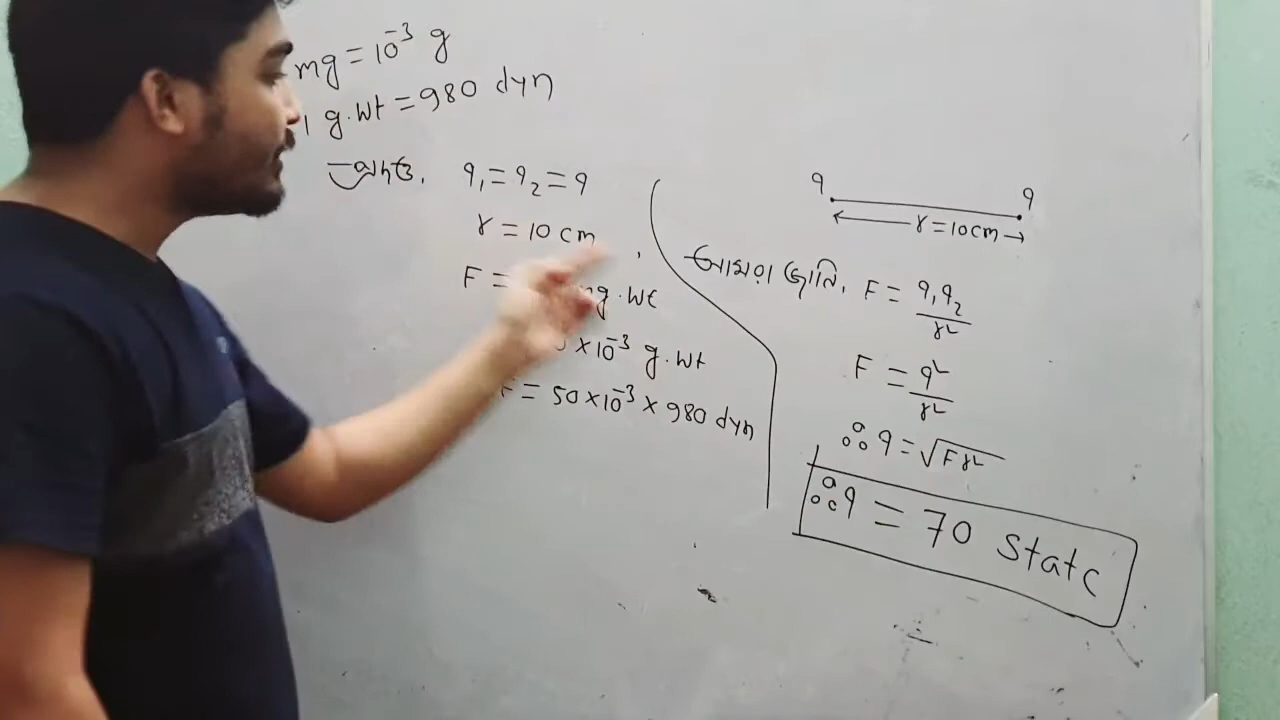 mg = 10⁻³ g
1 g.wt = 980 dyn
q₁ = q₂ = q
r = 10 cm,
F = mg.wt
×10⁻³ g.wt
F = 50×10⁻³ × 980 dyn
q q
r = 10cm
আমরা জানি, F = q₁q₂/r²
F = q²/r²
∴ q = √Fr²
∴ q = 70 statc